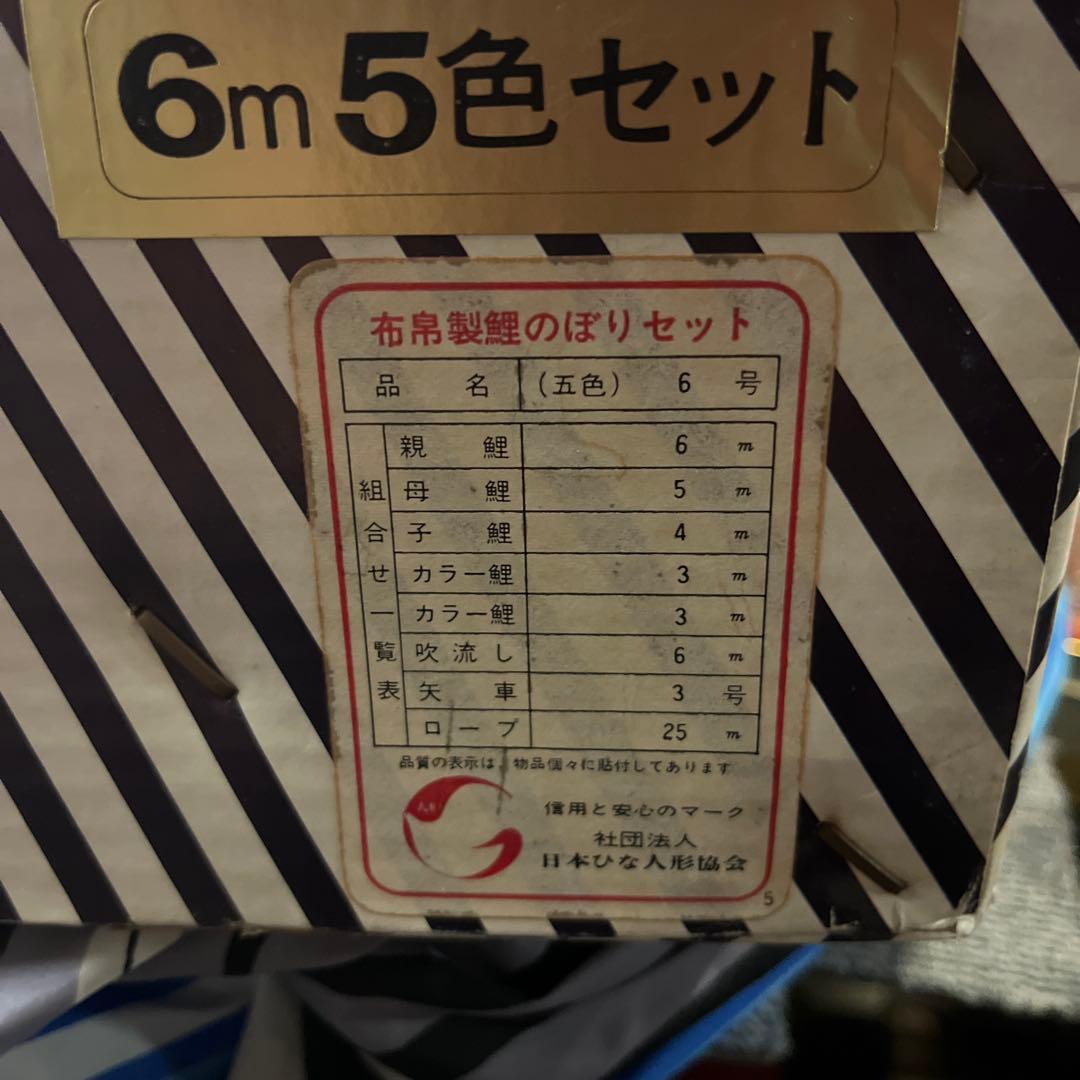 6m5色セット
布帛製鯉のぼりセット
品名 (五色) 6号
組合せ一覧表
親鯉 6 m
母鯉 5 m
子鯉 4 m
カラー鯉 3 m
カラー鯉 3 m
吹流し 6 m
矢車 3号
ロープ 25 m
品質の表示は、物品個々に貼付してあります
信用と安心のマーク
社団法人
日本ひな人形協会
5